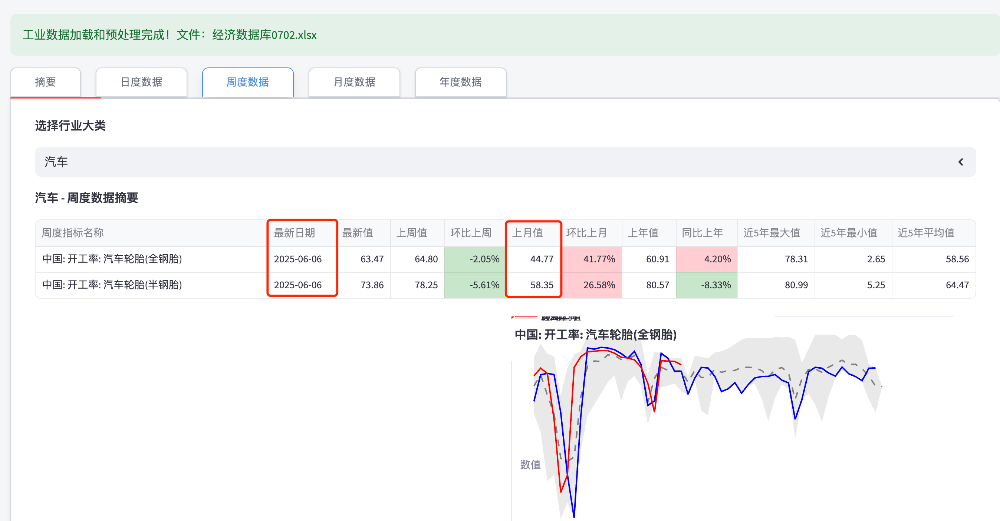 工业数据加载和预处理完成！文件：经济数据库0702.xlsx
摘要 日度数据 周度数据 月度数据 年度数据
选择行业大类
汽车
汽车 - 周度数据摘要
周度指标名称 最新日期 最新值 上周值 环比上周 上月值 环比上月 上年值 同比上年 近5年最大值 近5年最小值 近5年平均值
中国: 开工率: 汽车轮胎(全钢胎) 2025-06-06 63.47 64.80 -2.05% 44.77 41.77% 60.91 4.20% 78.31 2.65 58.56
中国: 开工率: 汽车轮胎(半钢胎) 2025-06-06 73.86 78.25 -5.61% 58.35 26.58% 80.57 -8.33% 80.99 5.25 64.47
中国: 开工率: 汽车轮胎(全钢胎)
数值